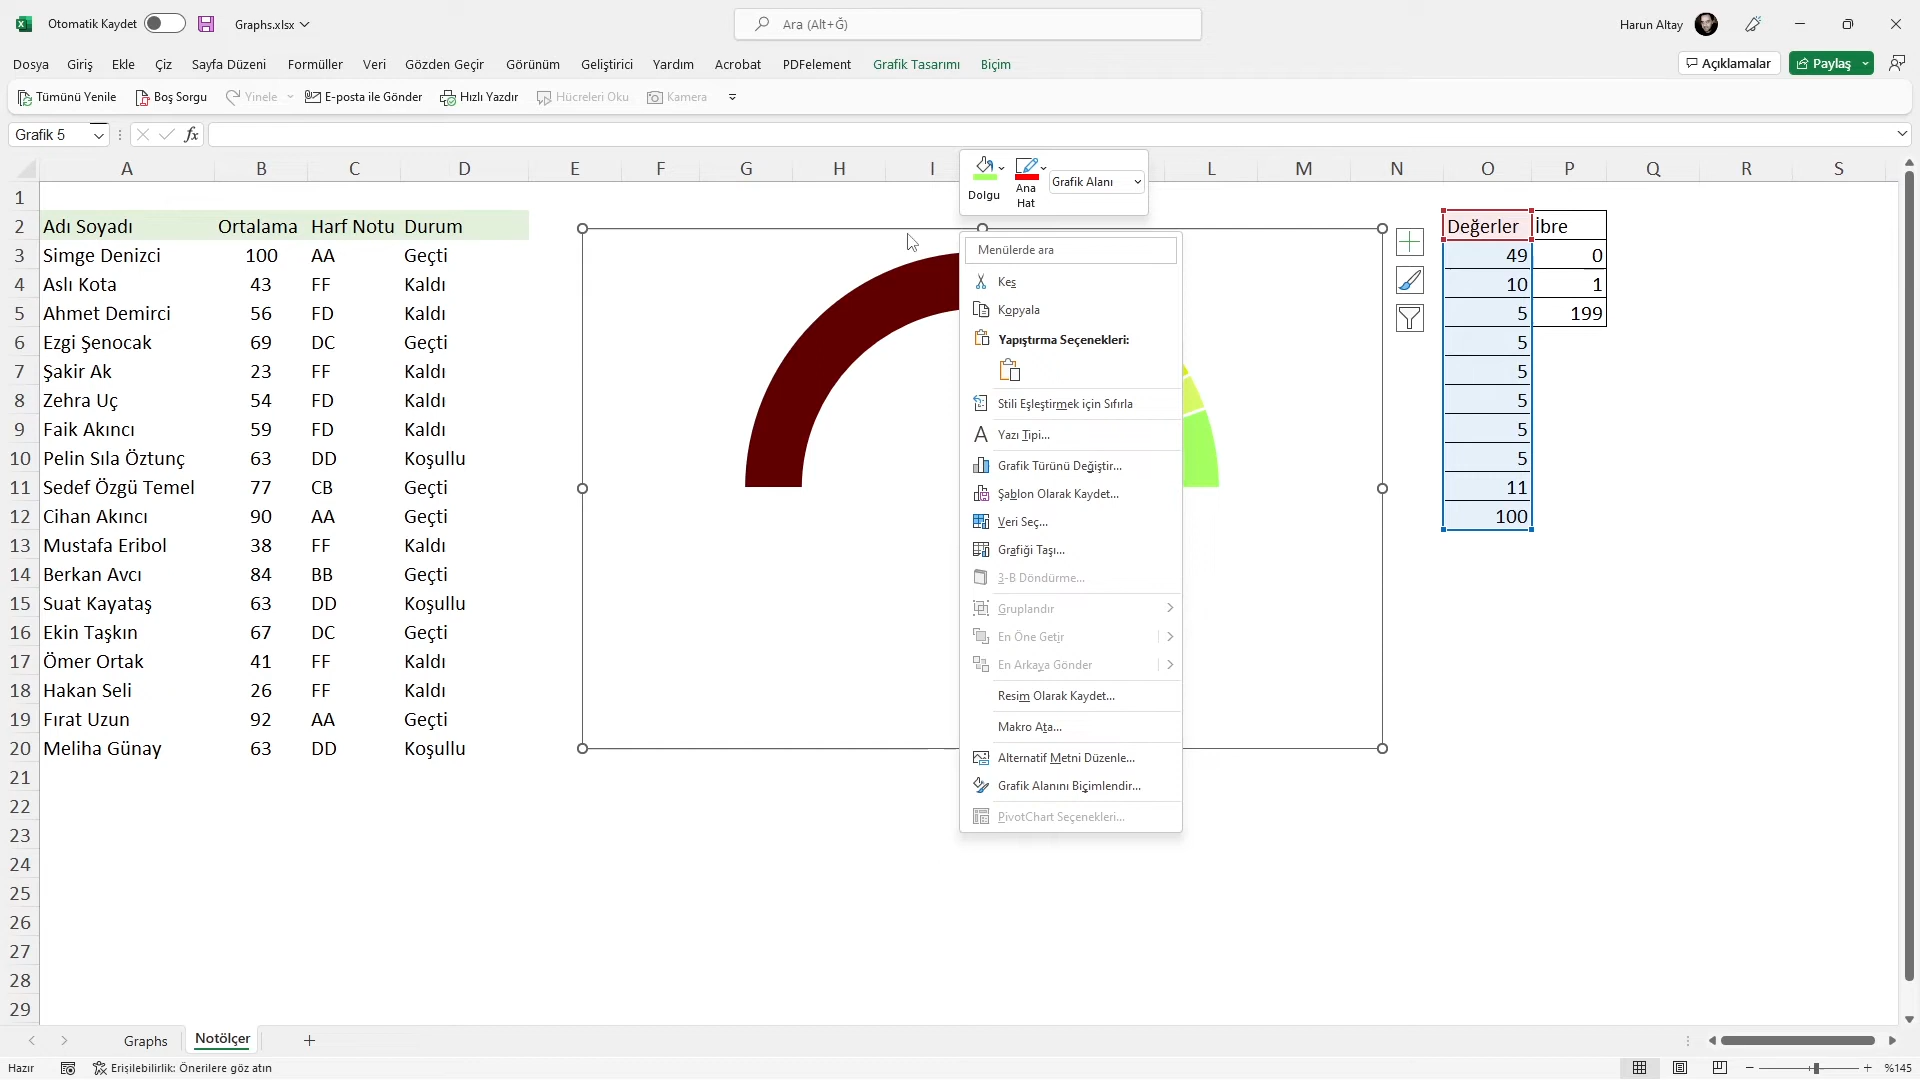 Otomatik Kaydet Graphs.xlsx Ara (Alt+Ğ) Harun Altay
Dosya Giriş Ekle Çiz Sayfa Düzeni Formüller Veri Gözden Geçir Görünüm Geliştirici Yardım Acrobat PDFelement Grafik Tasarımı Biçim Açıklamalar Paylaş
Tümünü Yenile Boş Sorgu Yinele E-posta ile Gönder Hızlı Yazdır Hücreleri Oku Kamera
Grafik 5 fx
A B C D E F G H I L M N O P Q R S
Dolgu Ana Hat Grafik Alanı
1
2 Adı Soyadı Ortalama Harf Notu Durum Değerler İbre
3 Simge Denizci 100 AA Geçti 49 0
4 Aslı Kota 43 FF Kaldı 10 1
5 Ahmet Demirci 56 FD Kaldı 5 199
6 Ezgi Şenocak 69 DC Geçti 5
7 Şakir Ak 23 FF Kaldı 5
8 Zehra Uç 54 FD Kaldı 5
9 Faik Akıncı 59 FD Kaldı 5
10 Pelin Sıla Öztunç 63 DD Koşullu 5
11 Sedef Özgü Temel 77 CB Geçti 11
12 Cihan Akıncı 90 AA Geçti 100
13 Mustafa Eribol 38 FF Kaldı
14 Berkan Avcı 84 BB Geçti
15 Suat Kayataş 63 DD Koşullu
16 Ekin Taşkın 67 DC Geçti
17 Ömer Ortak 41 FF Kaldı
18 Hakan Seli 26 FF Kaldı
19 Fırat Uzun 92 AA Geçti
20 Meliha Günay 63 DD Koşullu
21
22
23
24
25
26
27
28
29
Menülerde ara
Kes
Kopyala
Yapıştırma Seçenekleri:
Stili Eşleştirmek için Sıfırla
Yazı Tipi...
Grafik Türünü Değiştir...
Şablon Olarak Kaydet...
Veri Seç...
Grafiği Taşı...
3-B Döndürme...
Gruplandır
En Öne Getir
En Arkaya Gönder
Resim Olarak Kaydet...
Makro Ata...
Alternatif Metni Düzenle...
Grafik Alanını Biçimlendir...
PivotChart Seçenekleri...
Graphs Notölçer
Hazır Erişilebilirlik: Önerilere göz atın %145